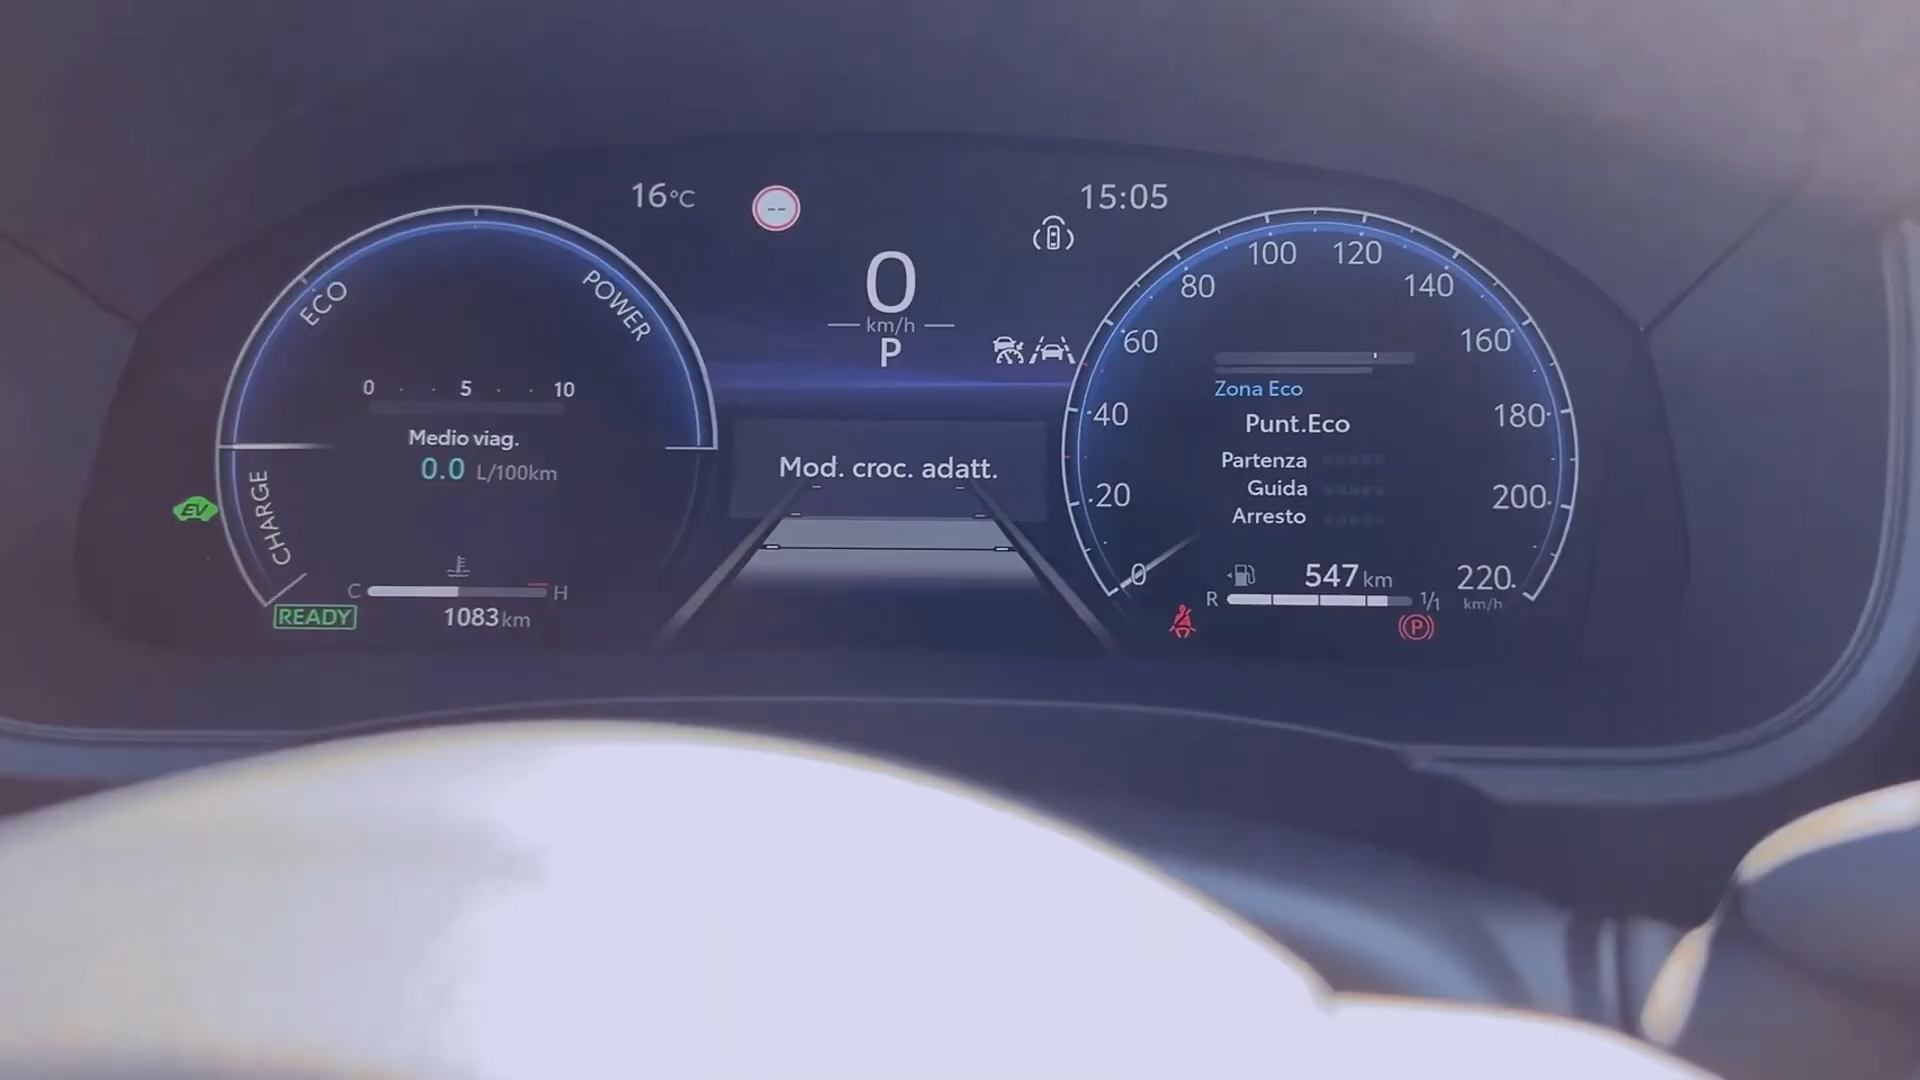 16°C
--
15:05
0
km/h
P
ECO
POWER
CHARGE
0 5 10
Medio viag.
0.0 L/100km
EV
C H
READY
1083 km
Mod. croc. adatt.
0
20
40
60
80
100
120
140
160
180
200
220
km/h
Zona Eco
Punt.Eco
Partenza
Guida
Arresto
547 km
R 1/1
P